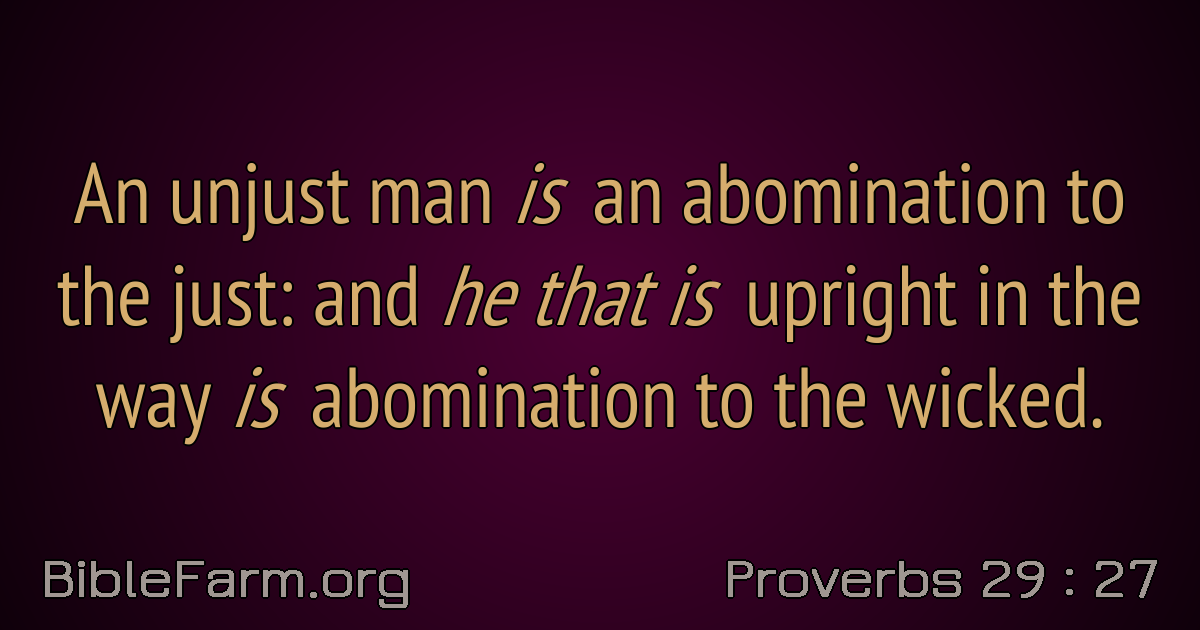 An unjust man is an abomination to
the just: and he that is upright in the
way is abomination to the wicked.
BibleFarm.org
Proverbs 29 : 27